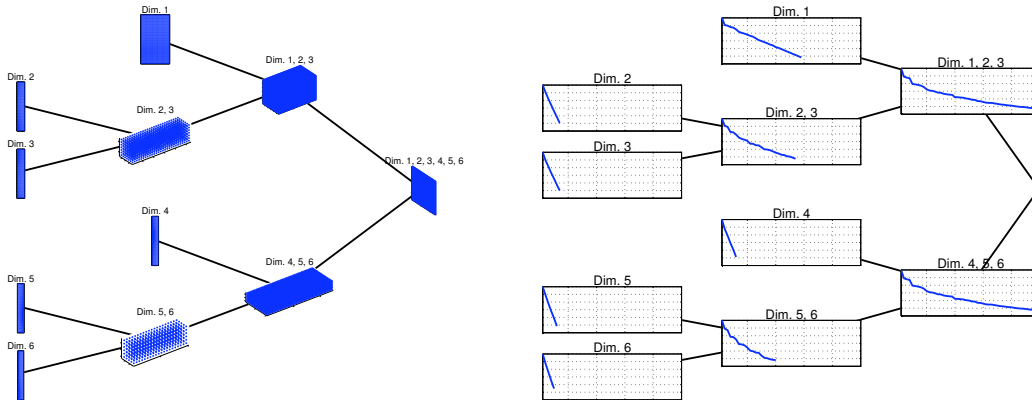 Dim. 1
Dim. 1, 2, 3
Dim. 2
Dim. 2, 3
Dim. 3
Dim. 1, 2, 3, 4, 5, 6
Dim. 4
Dim. 4, 5, 6
Dim. 5
Dim. 5, 6
Dim. 6
Dim. 1
Dim. 1, 2, 3
Dim. 2
Dim. 2, 3
Dim. 3
Dim. 4
Dim. 4, 5, 6
Dim. 5
Dim. 5, 6
Dim. 6